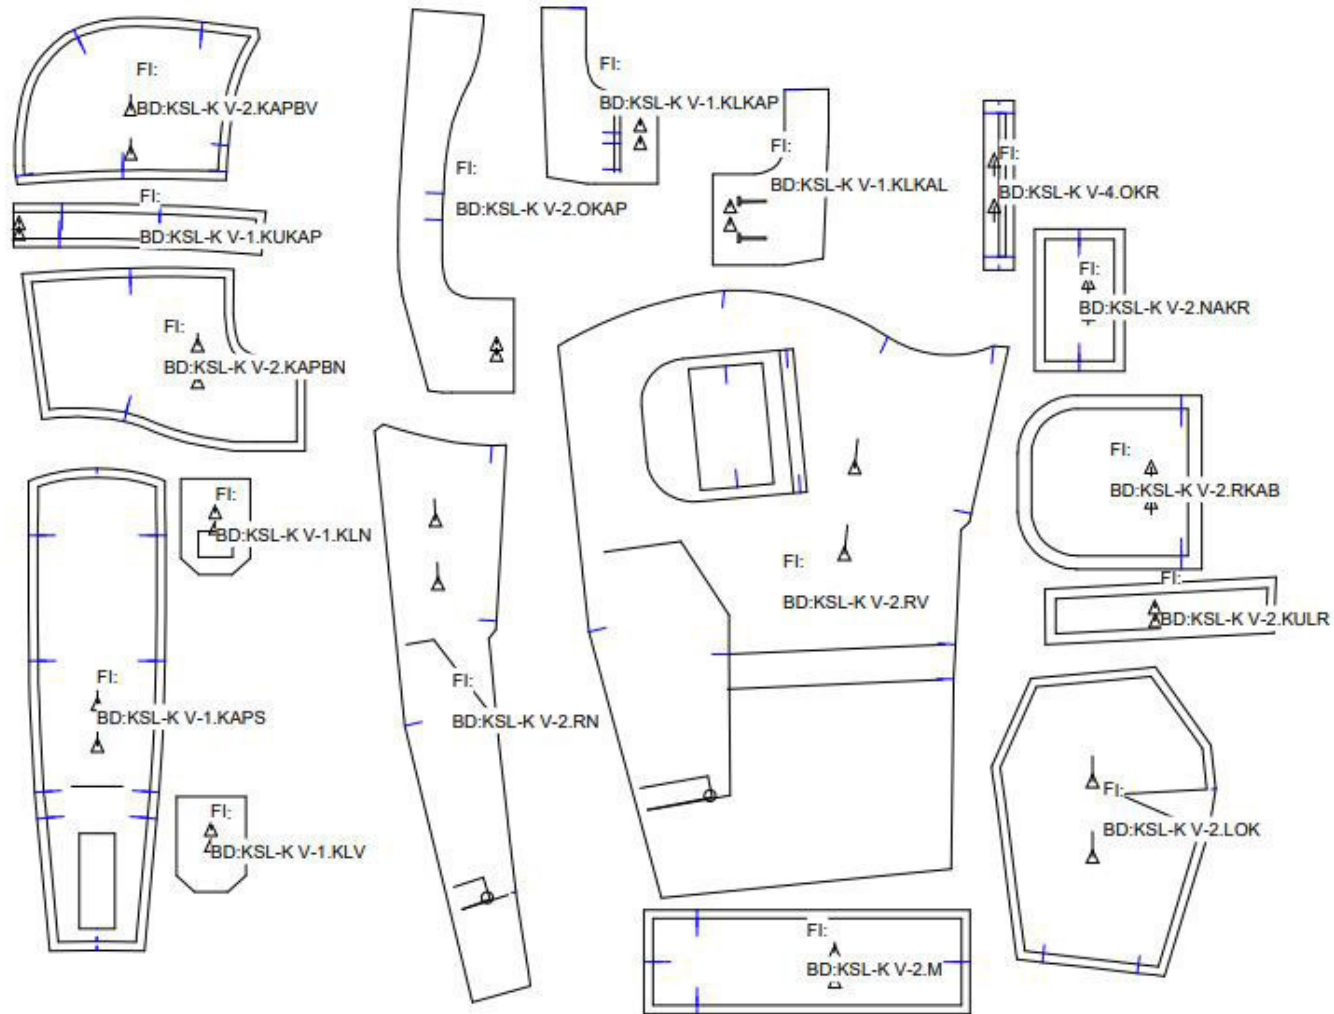 FI:
BD:KSL-K V-2.KAPBV
FI:
BD:KSL-K V-1.KUKAP
FI:
BD:KSL-K V-2.KAPBN
FI:
BD:KSL-K V-1.KLN
FI:
BD:KSL-K V-1.KAPS
FI:
BD:KSL-K V-1.KLV
FI:
BD:KSL-K V-2.OKAP
FI:
BD:KSL-K V-1.KLKAP
FI:
BD:KSL-K V-1.KLKAL
FI:
BD:KSL-K V-2.RN
FI:
BD:KSL-K V-2.RV
FI:
BD:KSL-K V-2.M
FI:
BD:KSL-K V-4.OKR
FI:
BD:KSL-K V-2.NAKR
FI:
BD:KSL-K V-2.RKAB
FI:
BD:KSL-K V-2.KULR
FI:
BD:KSL-K V-2.LOK